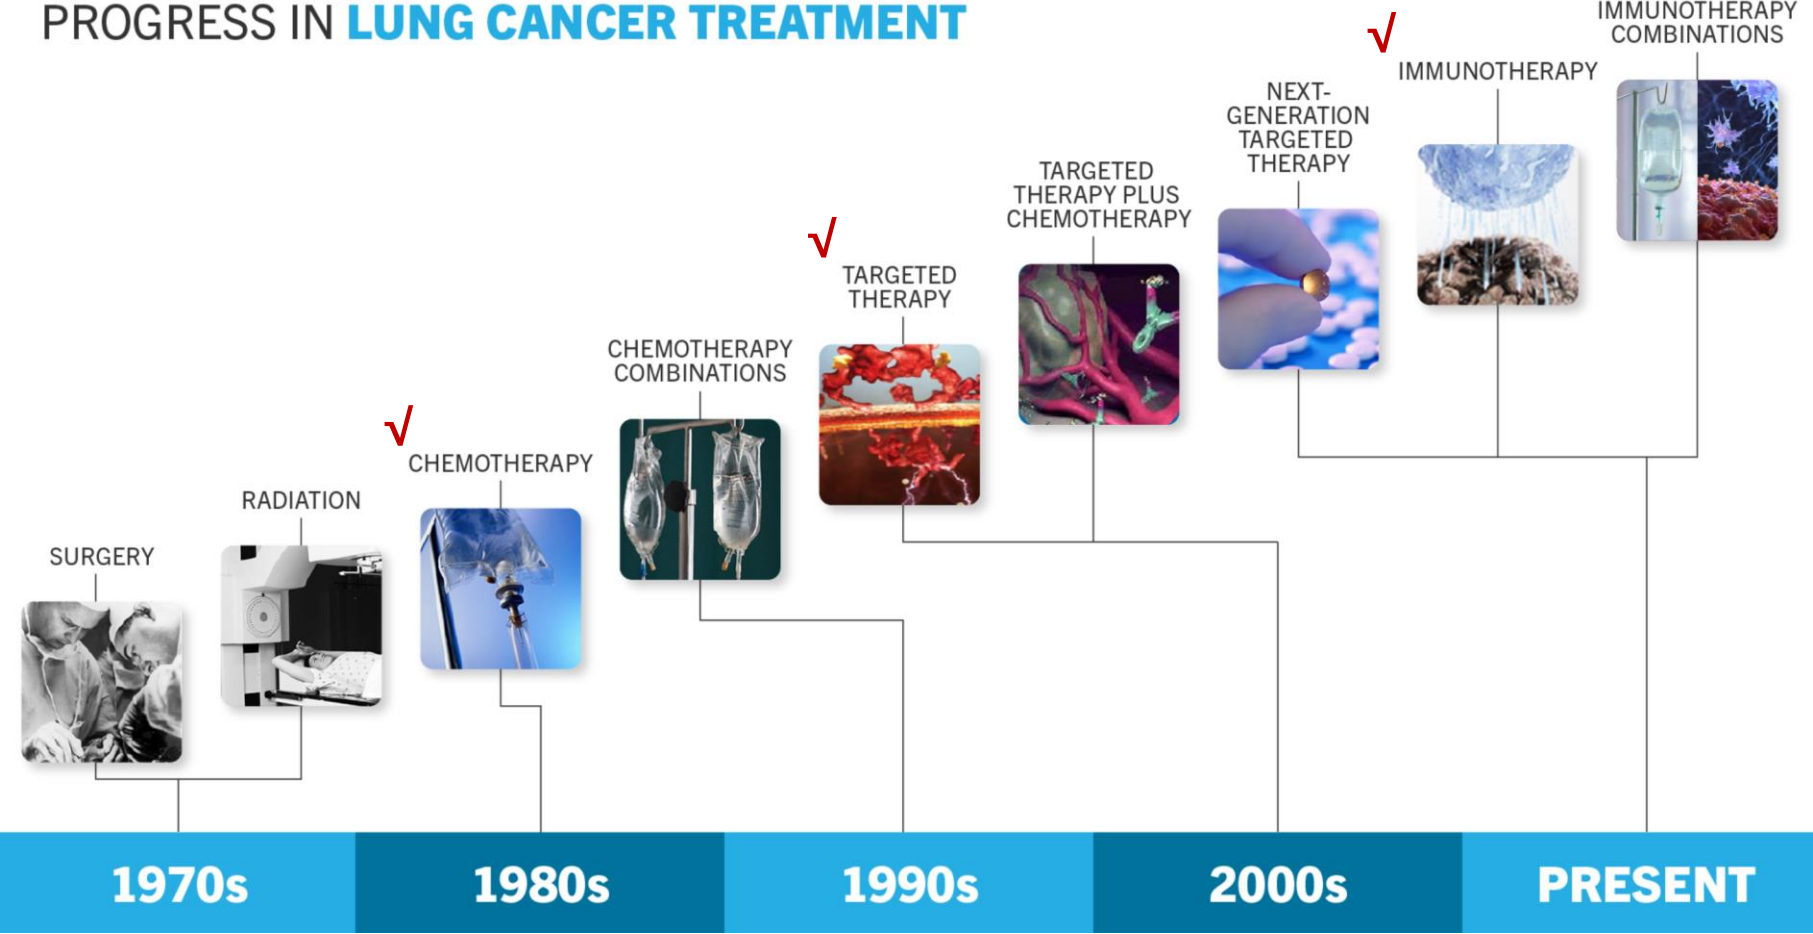 PROGRESS IN LUNG CANCER TREATMENT
SURGERY
RADIATION
√
CHEMOTHERAPY
CHEMOTHERAPY
COMBINATIONS
√
TARGETED
THERAPY
TARGETED
THERAPY PLUS
CHEMOTHERAPY
NEXT-
GENERATION
TARGETED
THERAPY
√
IMMUNOTHERAPY
IMMUNOTHERAPY
COMBINATIONS
1970s
1980s
1990s
2000s
PRESENT